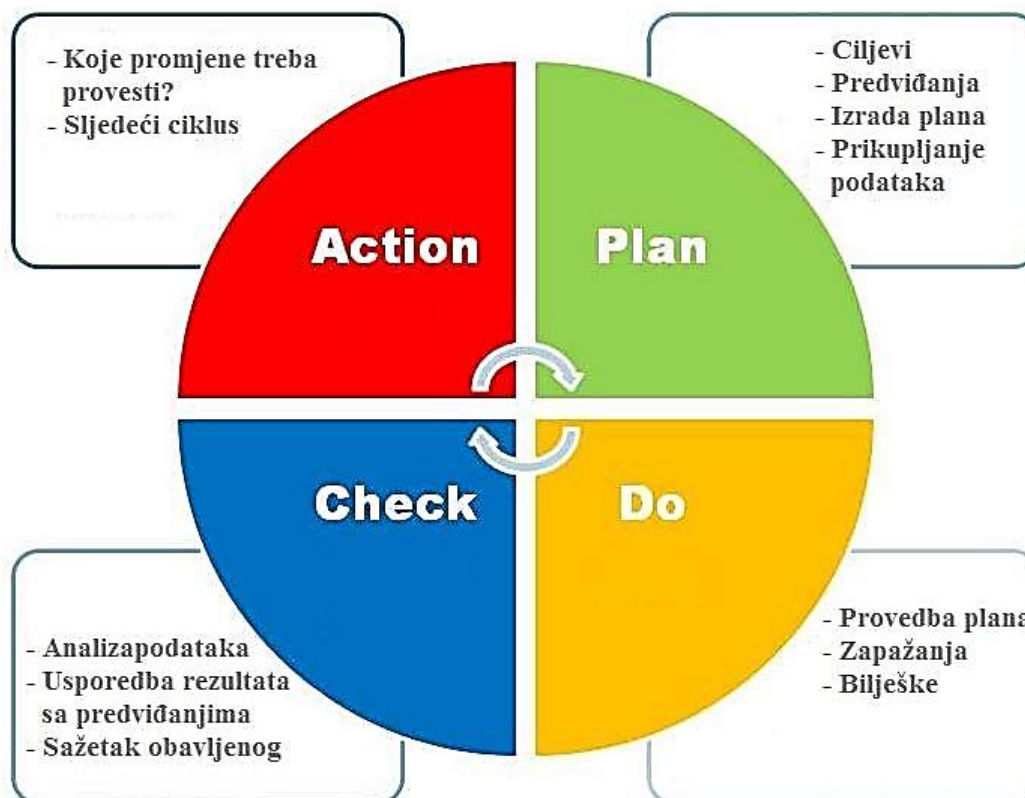 - Koje promjene treba
provesti?
- Sljedeći ciklus
- Ciljevi
- Predviđanja
- Izrada plana
- Prikupljanje
podataka
Action
Plan
Check
Do
- Analizapodataka
- Usporedba rezultata
sa predviđanjima
- Sažetak obavljenog
- Provedba plana
- Zapažanja
- Bilješke